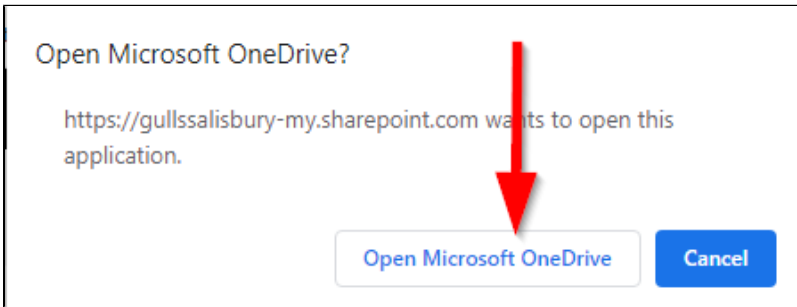 Open Microsoft OneDrive?
https://gullssalisbury-my.sharepoint.com wants to open this
application.
Open Microsoft OneDrive
Cancel